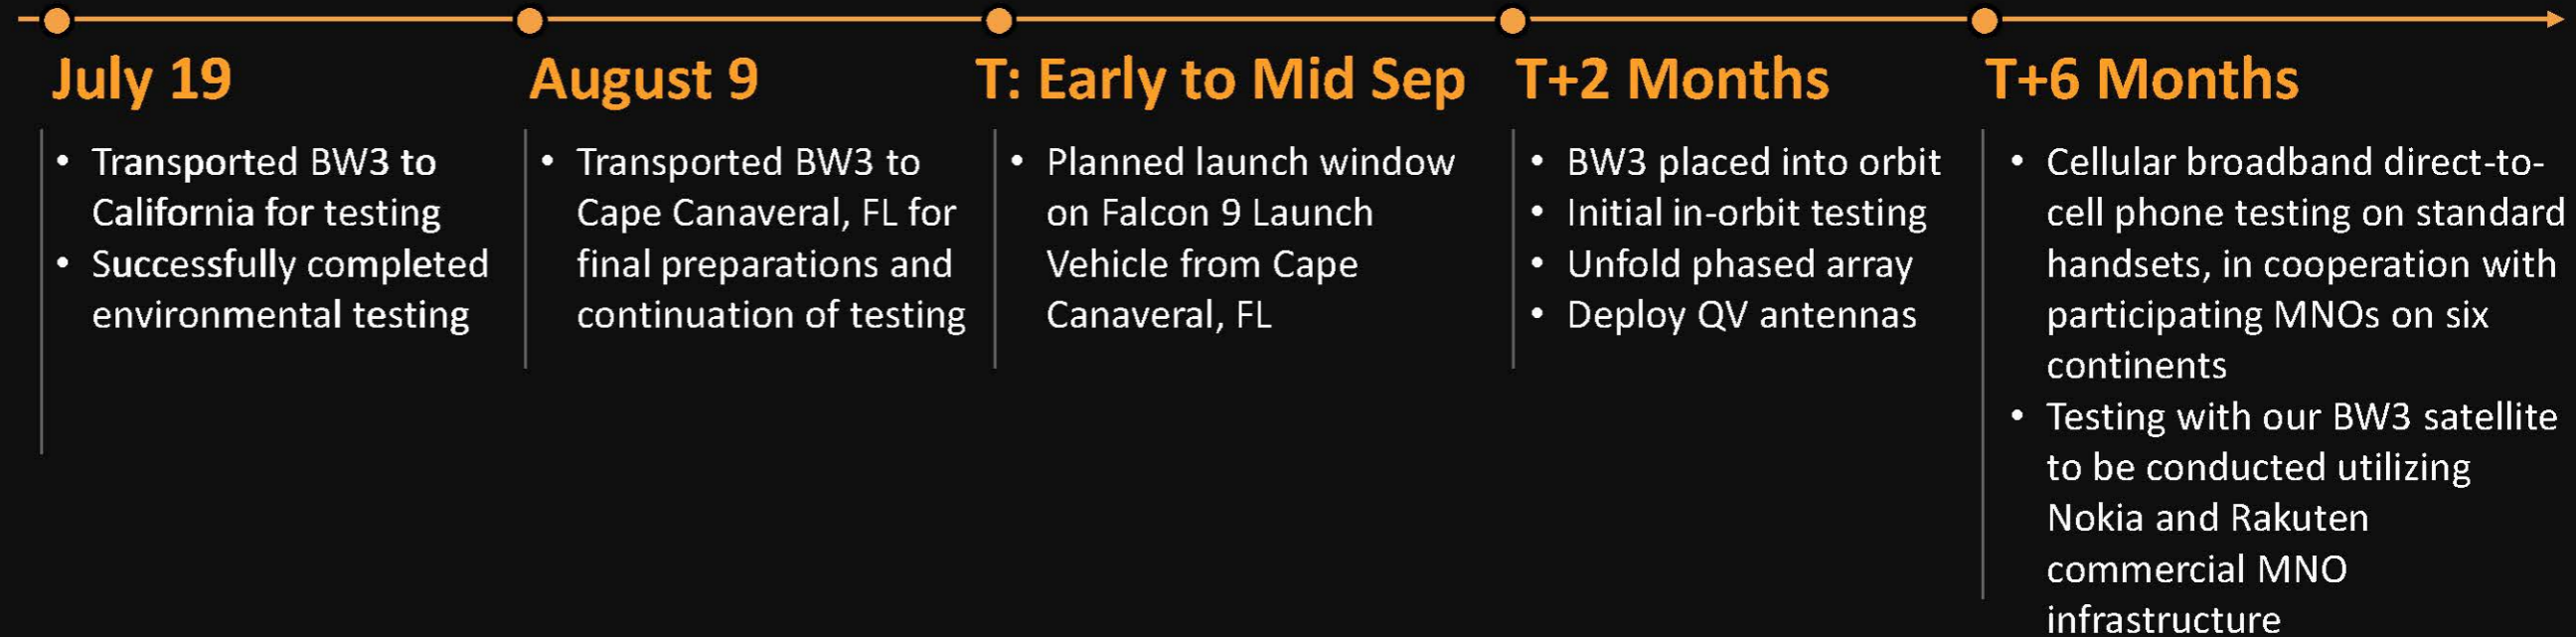 July 19
• Transported BW3 to
California for testing
• Successfully completed
environmental testing
August 9
• Transported BW3 to
Cape Canaveral, FL for
final preparations and
continuation of testing
T: Early to Mid Sep
• Planned launch window
on Falcon 9 Launch
Vehicle from Cape
Canaveral, FL
T+2 Months
• BW3 placed into orbit
• Initial in-orbit testing
• Unfold phased array
• Deploy QV antennas
T+6 Months
• Cellular broadband direct-to-
cell phone testing on standard
handsets, in cooperation with
participating MNOs on six
continents
• Testing with our BW3 satellite
to be conducted utilizing
Nokia and Rakuten
commercial MNO
infrastructure